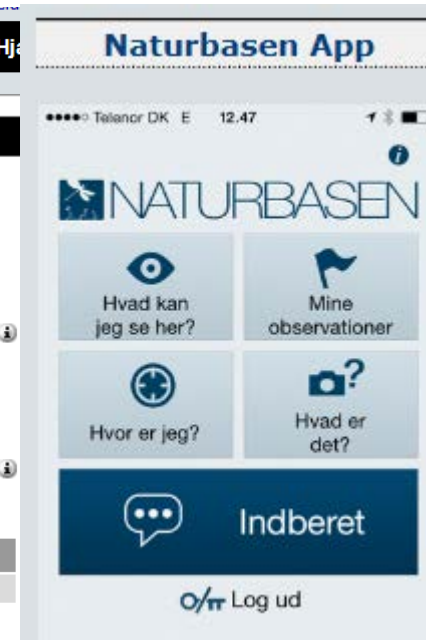 Hj
Naturbasen App
Telenor DK E 12.47
NATURBASEN
Hvad kan
jeg se her?
Mine
observationer
Hvor er jeg?
?
Hvad er
det?
Indberet
Log ud